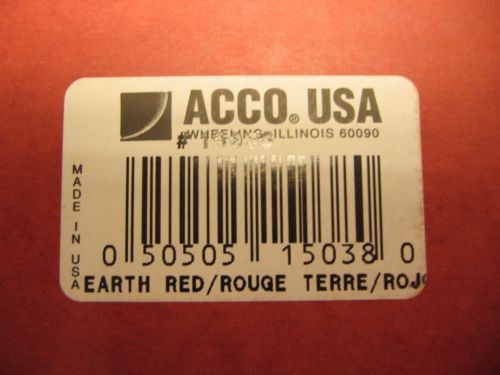 ACCO® USA
WHEELING, ILLINOIS 60090
MADE IN USA
0 50505 15038 0
EARTH RED/ROUGE TERRE/ROJO